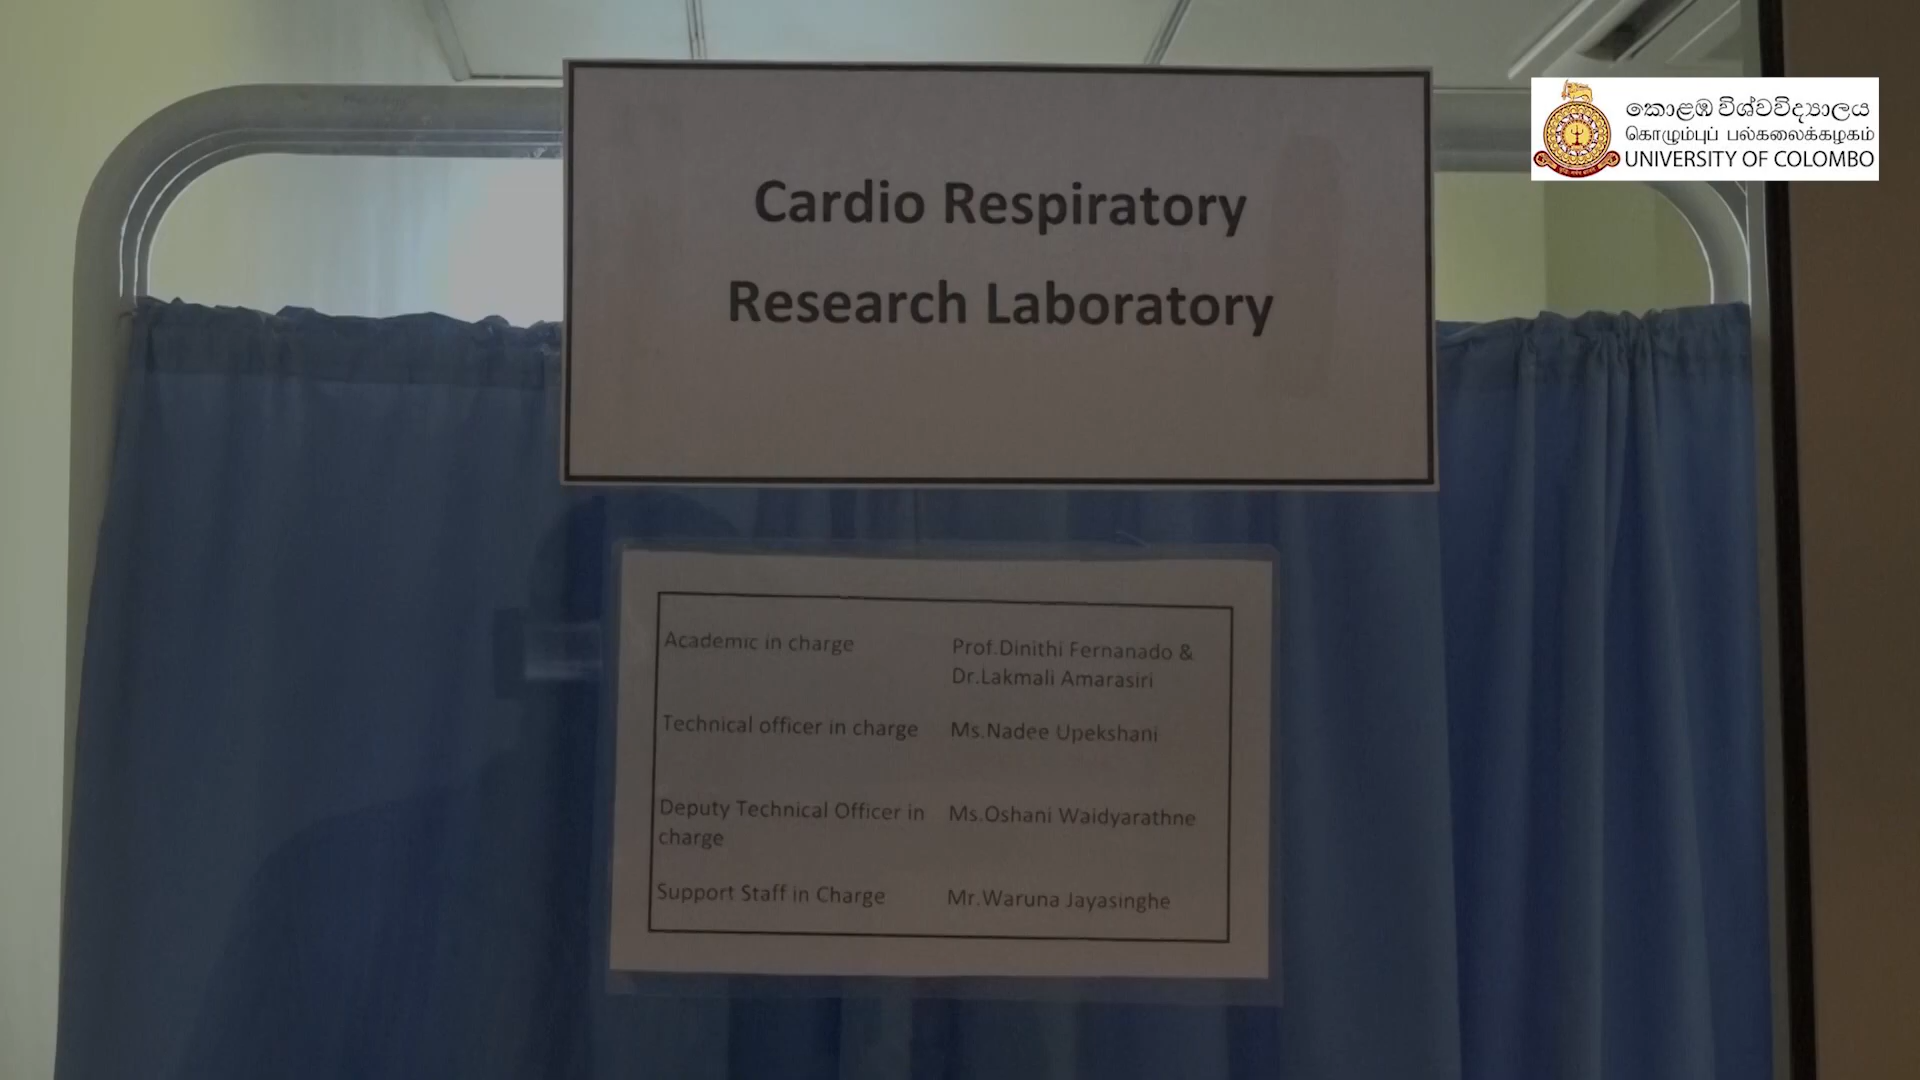 Cardio Respiratory
Research Laboratory
කොළඹ විශ්වවිද්‍යාලය
கொழும்புப் பல்கலைக்கழகம்
UNIVERSITY OF COLOMBO
Academic in charge Prof.Dinithi Fernanado &
Dr.Lakmali Amarasiri
Technical officer in charge Ms.Nadee Upekshani
Deputy Technical Officer in Ms.Oshani Waidyarathne
charge
Support Staff in Charge Mr.Waruna Jayasinghe